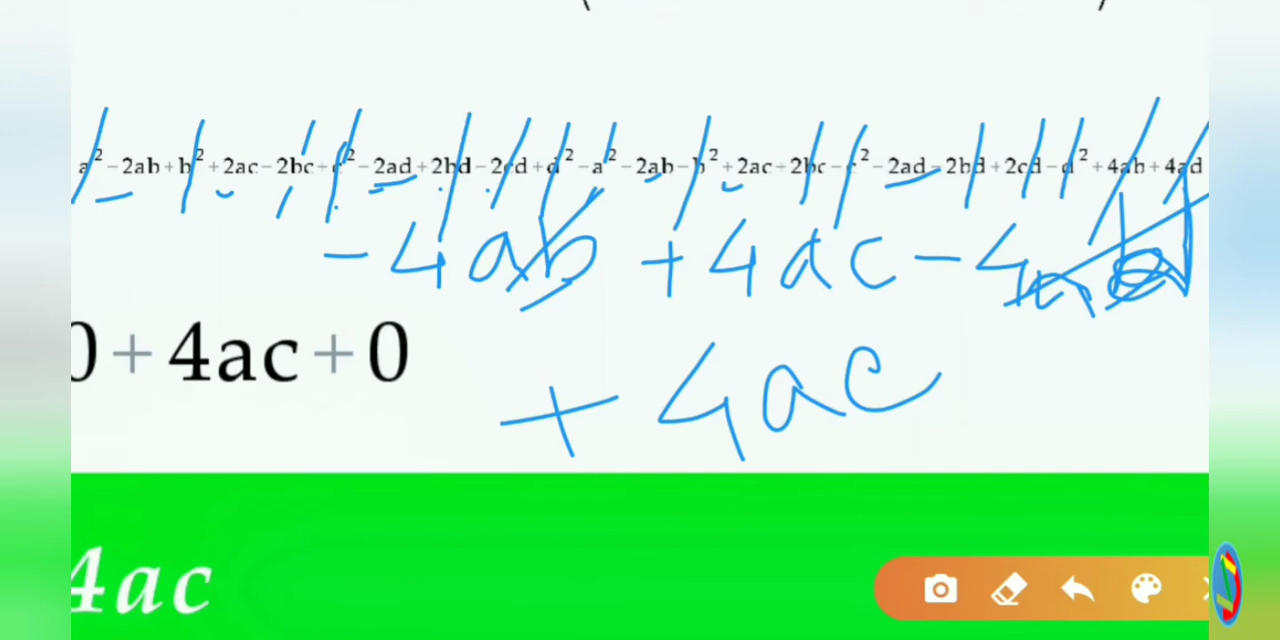 a² − 2ab + b² + 2ac − 2bc + c² − 2ad + 2bd − 2cd + d² − a² − 2ab − b² + 2ac + 2bc − c² − 2ad − 2bd + 2cd − d² + 4ab + 4ad
− 4ab + 4ac − 4
0 + 4ac + 0
+ 4ac
4ac